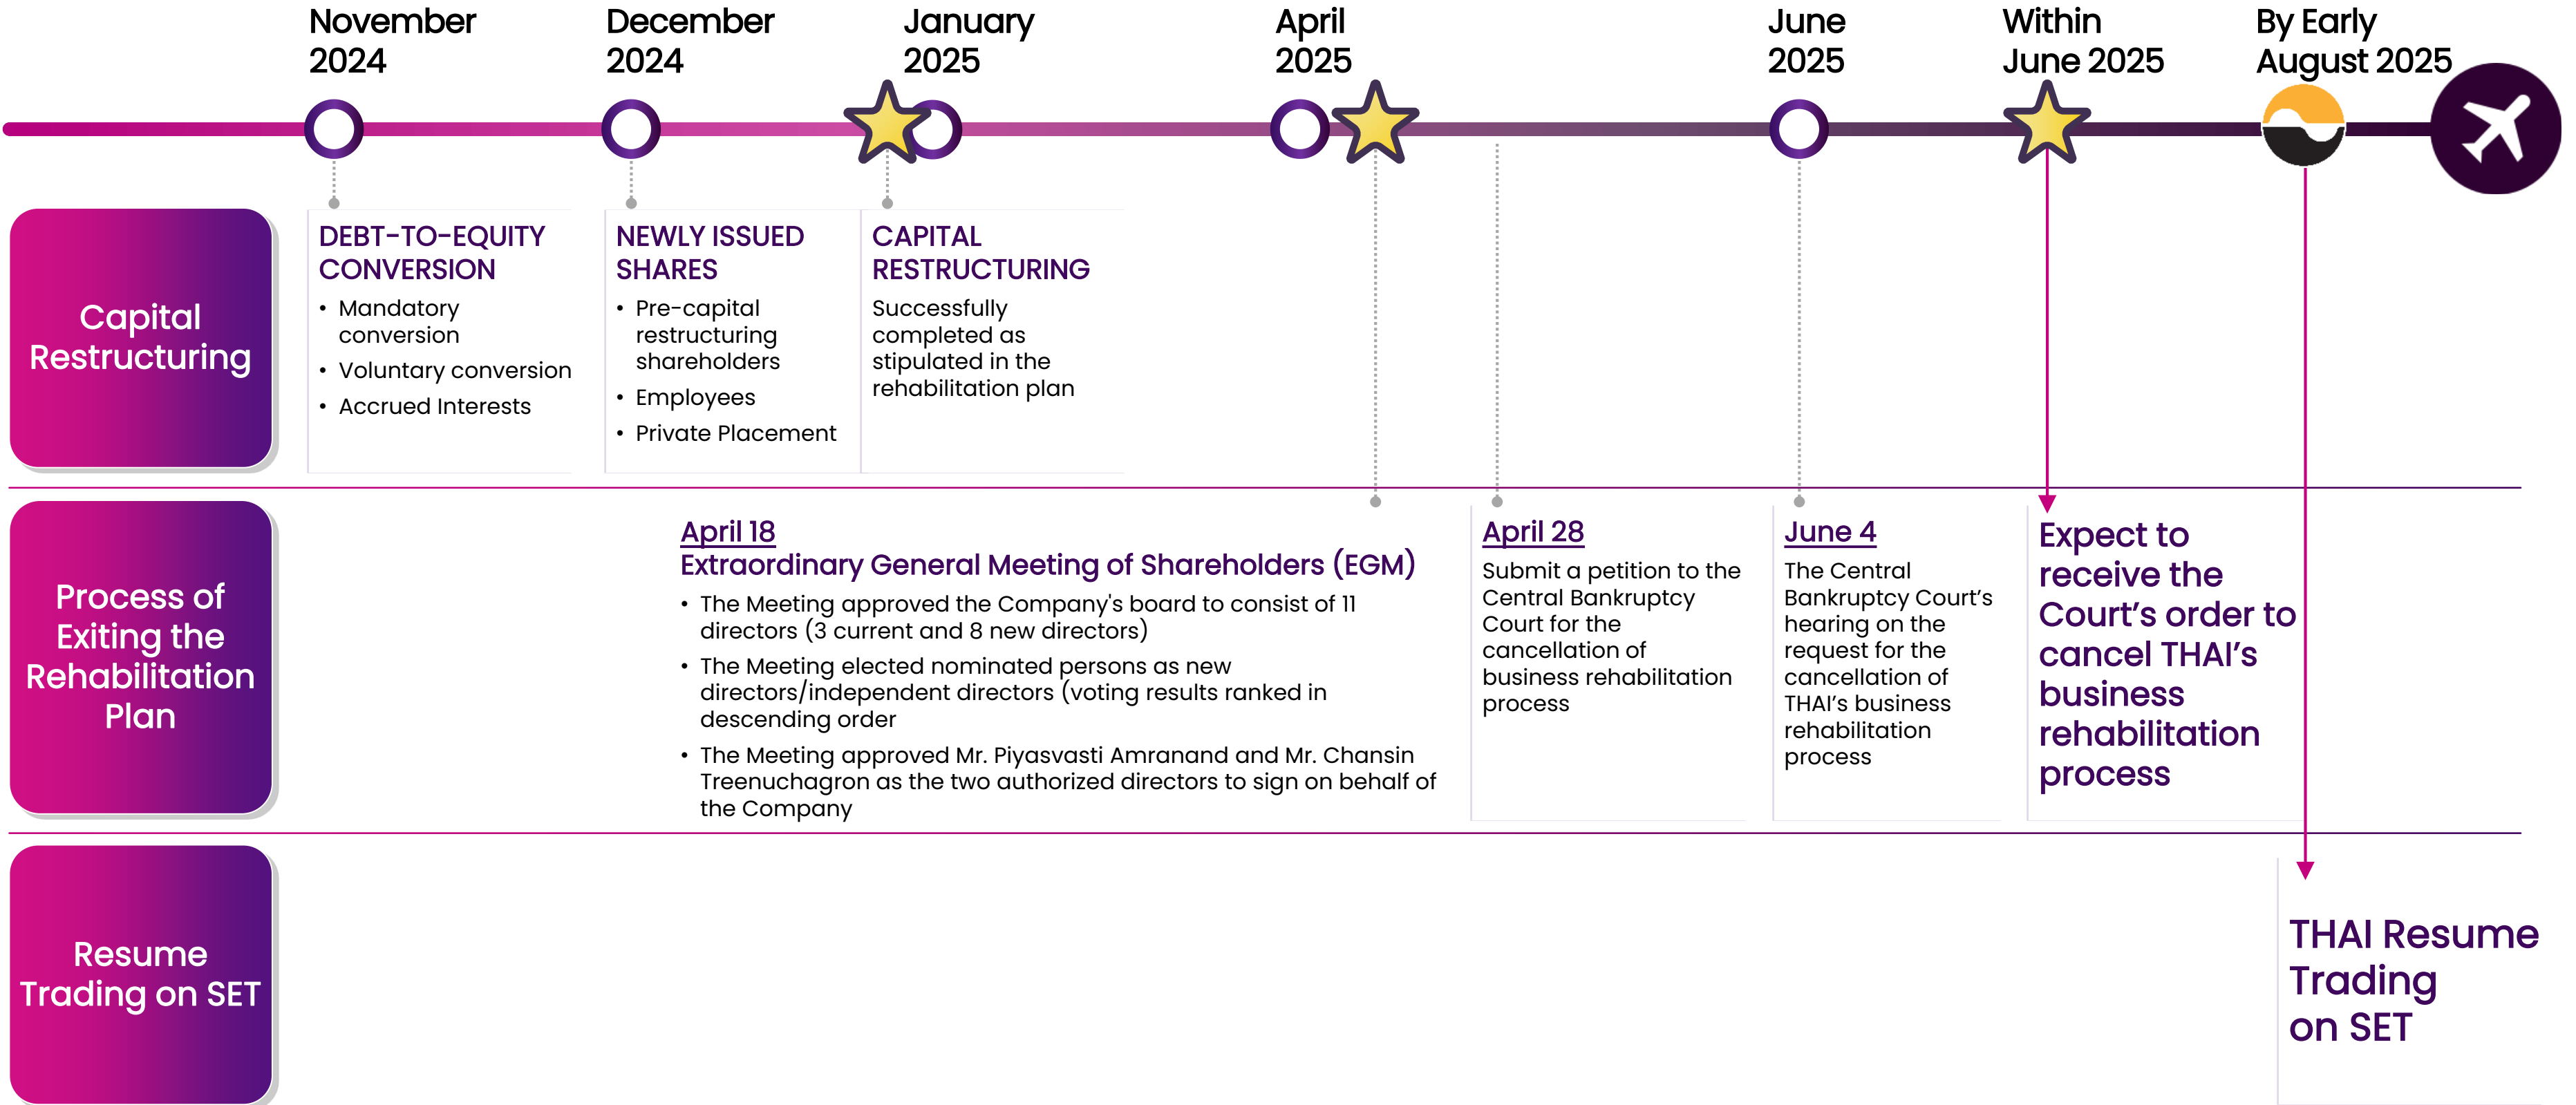 November
2024
December
2024
January
2025
April
2025
June
2025
Within
June 2025
By Early
August 2025
Capital
Restructuring
DEBT-TO-EQUITY
CONVERSION
• Mandatory
conversion
• Voluntary conversion
• Accrued Interests
NEWLY ISSUED
SHARES
• Pre-capital
restructuring
shareholders
• Employees
• Private Placement
CAPITAL
RESTRUCTURING
Successfully
completed as
stipulated in the
rehabilitation plan
Process of
Exiting the
Rehabilitation
Plan
April 18
Extraordinary General Meeting of Shareholders (EGM)
• The Meeting approved the Company's board to consist of 11
directors (3 current and 8 new directors)
• The Meeting elected nominated persons as new
directors/independent directors (voting results ranked in
descending order
• The Meeting approved Mr. Piyasvasti Amranand and Mr. Chansin
Treenuchagron as the two authorized directors to sign on behalf of
the Company
April 28
Submit a petition to the
Central Bankruptcy
Court for the
cancellation of
business rehabilitation
process
June 4
The Central
Bankruptcy Court’s
hearing on the
request for the
cancellation of
THAI’s business
rehabilitation
process
Expect to
receive the
Court’s order to
cancel THAI’s
business
rehabilitation
process
Resume
Trading on SET
THAI Resume
Trading
on SET